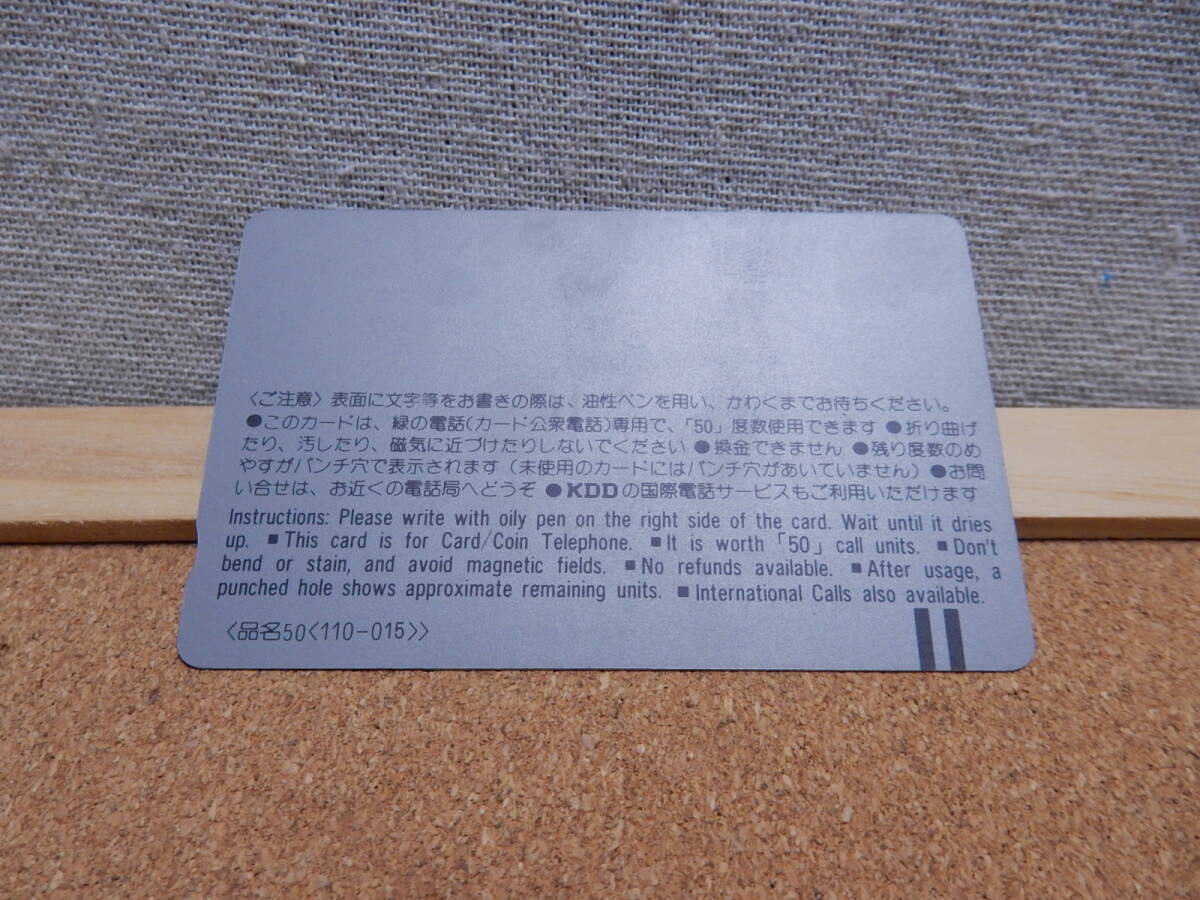 〈ご注意〉表面に文字等をお書きの際は、油性ペンを用い、かわくまでお待ちください。
●このカードは、緑の電話(カード公衆電話)専用で、「50」度数使用できます ●折り曲げ
たり、汚したり、磁気に近づけたりしないでください ●換金できません ●残り度数のめ
やすがパンチ穴で表示されます(未使用のカードにはパンチ穴があいていません) ●お問
い合せは、お近くの電話局へどうぞ ●KDDの国際電話サービスもご利用いただけます
Instructions: Please write with oily pen on the right side of the card. Wait until it dries
up. ■This card is for Card/Coin Telephone. ■It is worth「50」call units. ■Don't
bend or stain, and avoid magnetic fields. ■No refunds available. ■After usage, a
punched hole shows approximate remaining units. ■International Calls also available.
〈品名50〈110-015〉〉